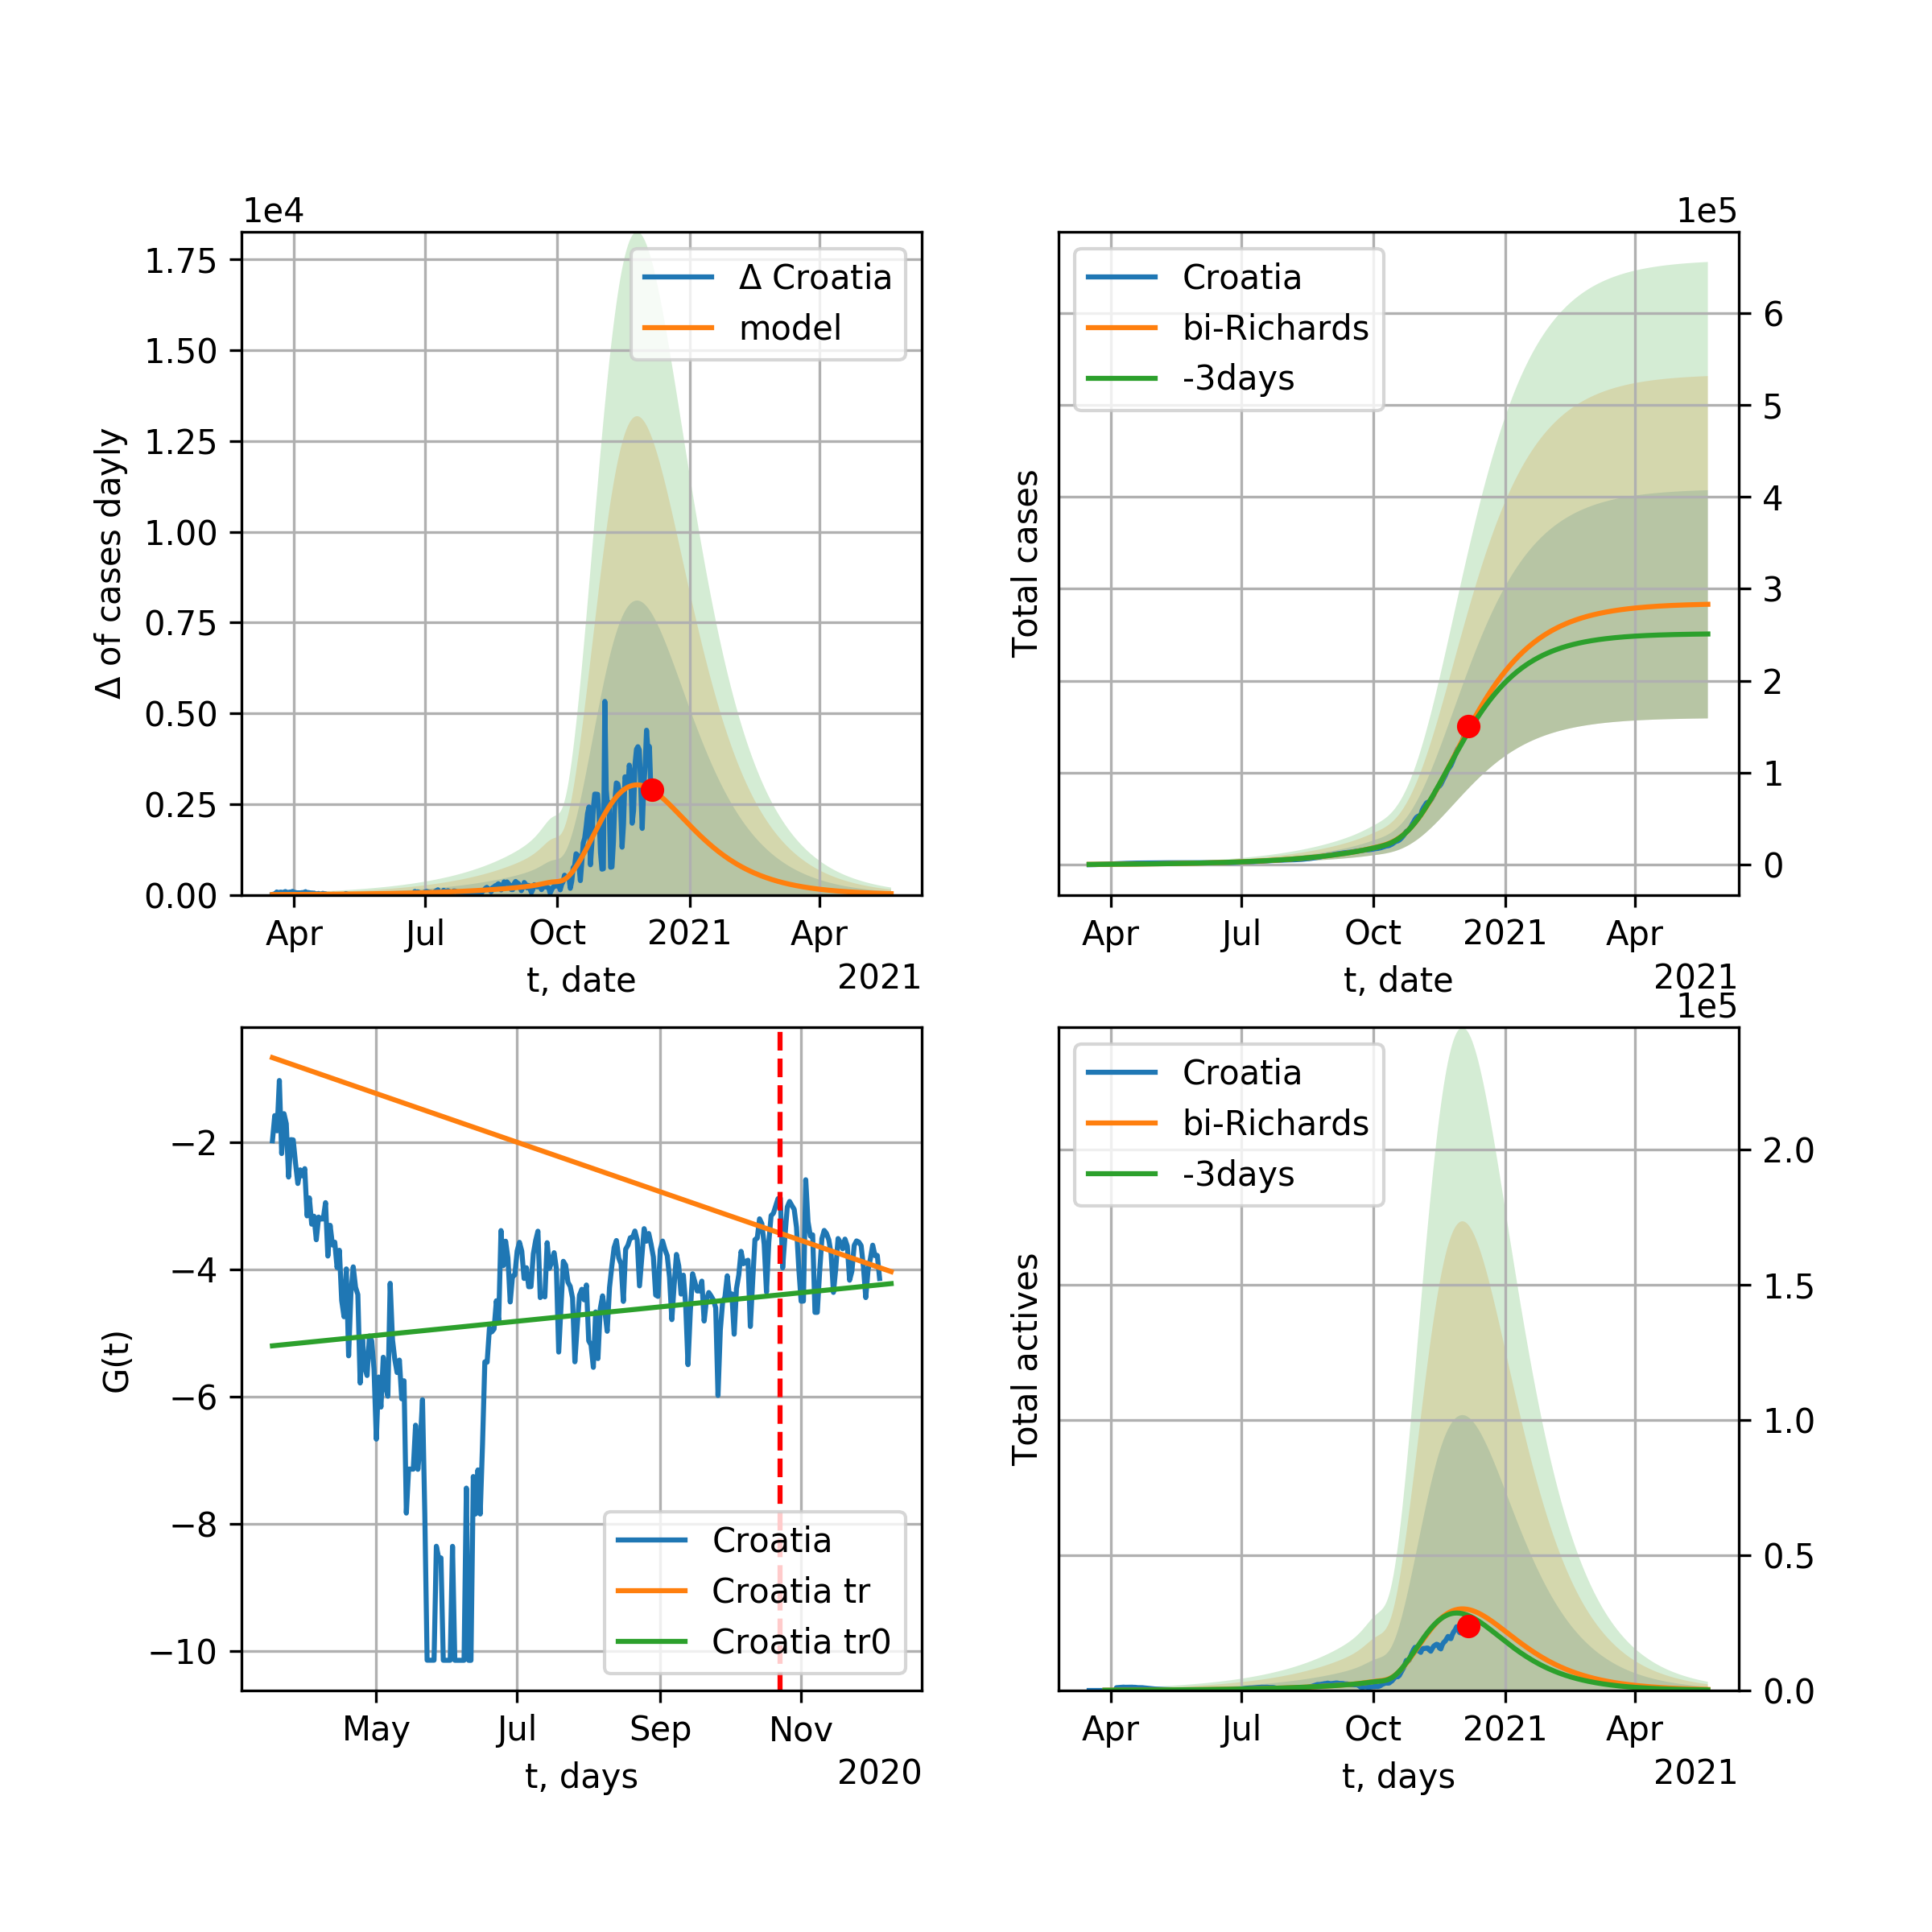 1e4
1.75
1.50
1.25
1.00
0.75
0.50
0.25
0.00
Δ of cases dayly
Δ Croatia
model
Apr
Jul
Oct
2021
Apr
t, date
2021
1e5
Total cases
Croatia
bi-Richards
-3days
6
5
4
3
2
1
0
Apr
Jul
Oct
2021
Apr
t, date
2021
G(t)
−2
−4
−6
−8
−10
Croatia
Croatia tr
Croatia tr0
May
Jul
Sep
Nov
t, days
2020
1e5
Total actives
Croatia
bi-Richards
-3days
2.0
1.5
1.0
0.5
0.0
Apr
Jul
Oct
2021
Apr
t, days
2021